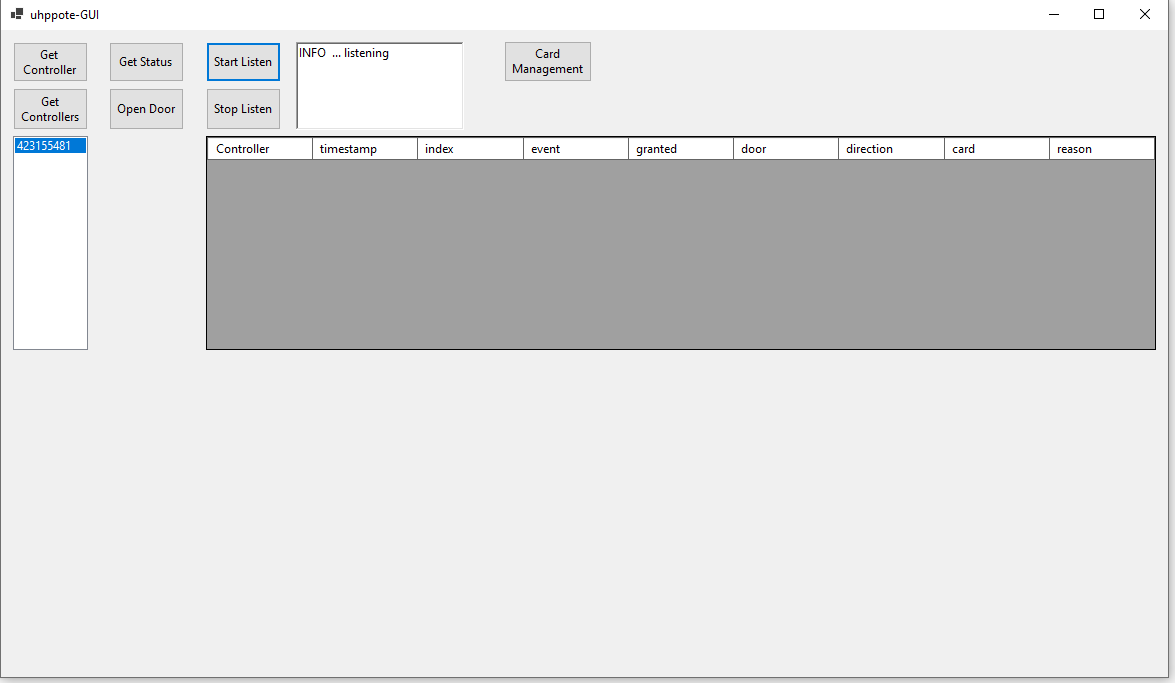 uhppote-GUI
Get
Controller
Get Status
Start Listen
INFO ... listening
Card
Management
Get
Controllers
Open Door
Stop Listen
423155481
Controller timestamp index event granted door direction card reason